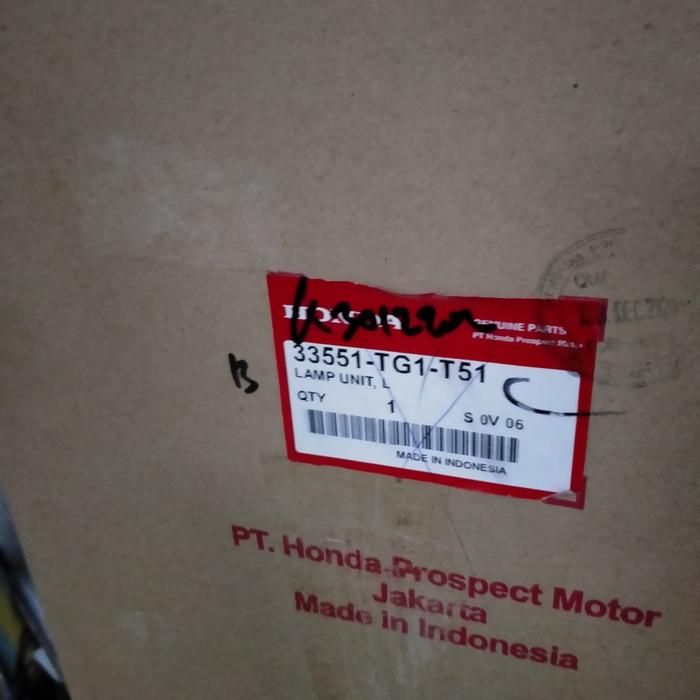 HONDA
GENUINE PARTS
PT Honda Prospect Motor
33551-TG1-T51
LAMP UNIT, L
QTY 1 S 0V 06
MADE IN INDONESIA
B
DEC
PT. Honda Prospect Motor
Jakarta
Made in Indonesia